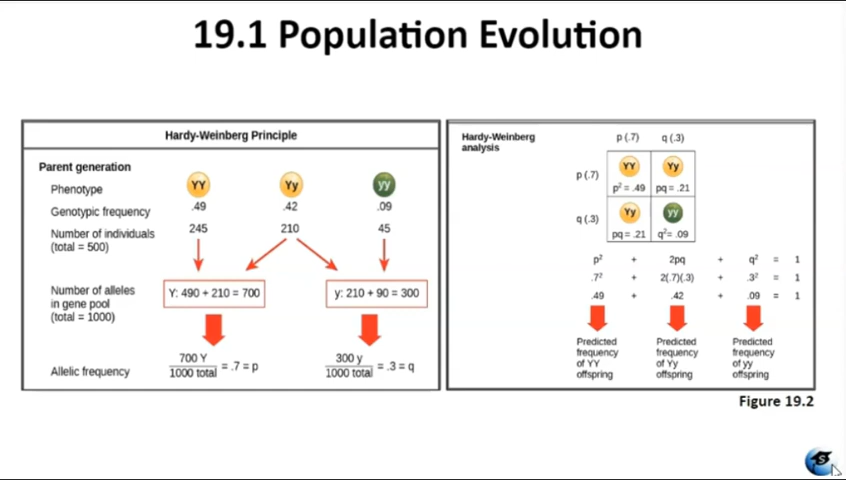 19.1 Population Evolution
Hardy-Weinberg Principle
Parent generation
Phenotype
YY
Yy
yy
Genotypic frequency
.49
.42
.09
Number of individuals
(total = 500)
245
210
45
Number of alleles
in gene pool
(total = 1000)
Y: 490 + 210 = 700
y: 210 + 90 = 300
Allelic frequency
700 Y
1000 total
= .7 = p
300 y
1000 total
= .3 = q
Hardy-Weinberg
analysis
p (.7)
q (.3)
p (.7)
YY
Yy
p² = .49
pq = .21
q (.3)
Yy
yy
pq = .21
q² = .09
p² + 2pq + q² = 1
.7² + 2(.7)(.3) + .3² = 1
.49 + .42 + .09 = 1
Predicted
frequency
of YY
offspring
Predicted
frequency
of Yy
offspring
Predicted
frequency
of yy
offspring
Figure 19.2
S